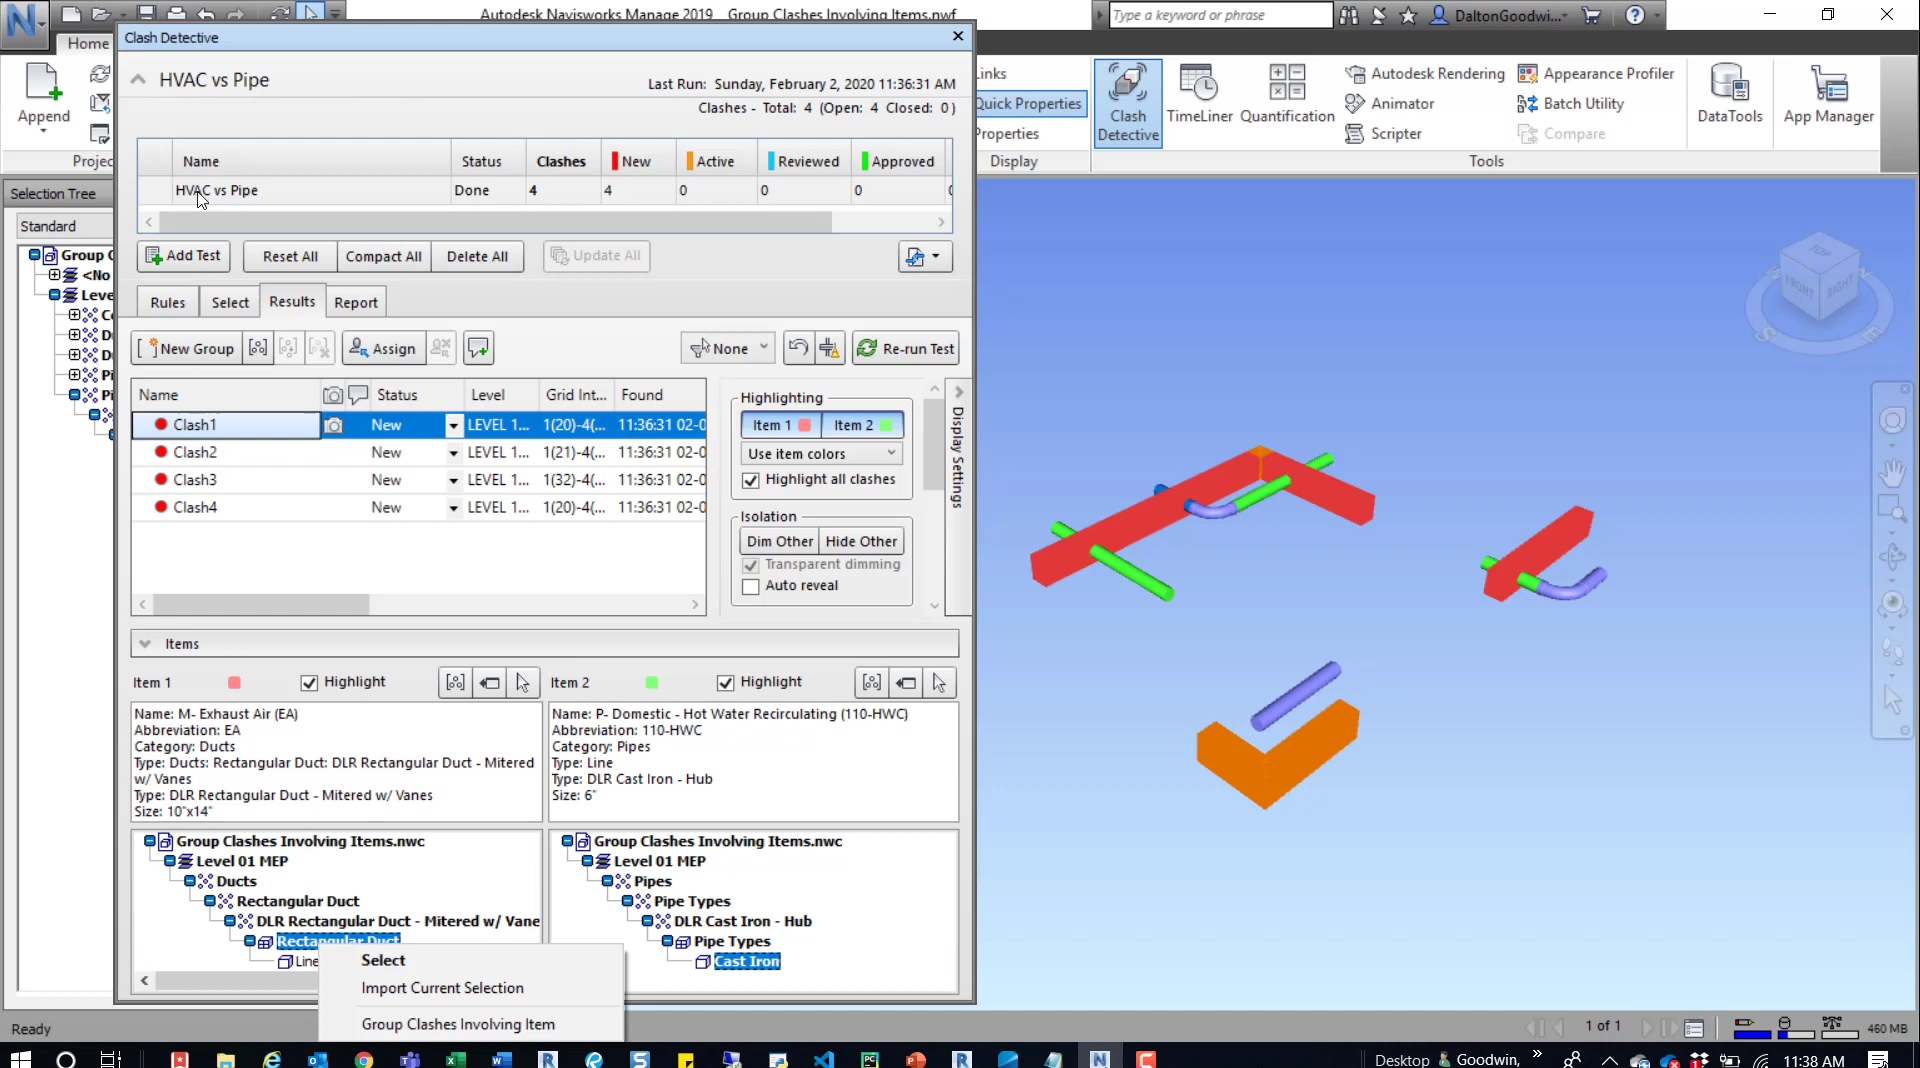 Autodesk Navisworks Manage 2019 Group Clashes Involving Items.nwf
Type a keyword or phrase
DaltonGoodwi...
Home
Clash Detective
Append
HVAC vs Pipe
Last Run: Sunday, February 2, 2020 11:36:31 AM
Clashes - Total: 4 (Open: 4 Closed: 0)
Quick Properties
Properties
Display
Clash Detective
TimeLiner
Quantification
Autodesk Rendering
Animator
Scripter
Appearance Profiler
Batch Utility
Compare
DataTools
App Manager
Tools
Selection Tree
Standard
Name Status Clashes New Active Reviewed Approved
HVAC vs Pipe Done 4 4 0 0 0
Add Test Reset All Compact All Delete All Update All
Rules Select Results Report
New Group Assign None Re-run Test
Name Status Level Grid Int... Found
Clash1 New LEVEL 1... 1(20)-4(... 11:36:31 02-0
Clash2 New LEVEL 1... 1(21)-4(... 11:36:31 02-0
Clash3 New LEVEL 1... 1(32)-4(... 11:36:31 02-0
Clash4 New LEVEL 1... 1(20)-4(... 11:36:31 02-0
Highlighting
Item 1 Item 2
Use item colors
Highlight all clashes
Isolation
Dim Other Hide Other
Transparent dimming
Auto reveal
Display Settings
Items
Item 1 Highlight
Name: M- Exhaust Air (EA)
Abbreviation: EA
Category: Ducts
Type: Ducts: Rectangular Duct: DLR Rectangular Duct - Mitered
w/ Vanes
Type: DLR Rectangular Duct - Mitered w/ Vanes
Size: 10"x14"
Item 2 Highlight
Name: P- Domestic - Hot Water Recirculating (110-HWC)
Abbreviation: 110-HWC
Category: Pipes
Type: Line
Type: DLR Cast Iron - Hub
Size: 6"
Group Clashes Involving Items.nwc
Level 01 MEP
Ducts
Rectangular Duct
DLR Rectangular Duct - Mitered w/ Vane
Rectangular Duct
Line
Group Clashes Involving Items.nwc
Level 01 MEP
Pipes
Pipe Types
DLR Cast Iron - Hub
Pipe Types
Cast Iron
Select
Import Current Selection
Group Clashes Involving Item
TOP
FRONT
RIGHT
Ready
1 of 1
460 MB
Desktop
Goodwin,
11:38 AM